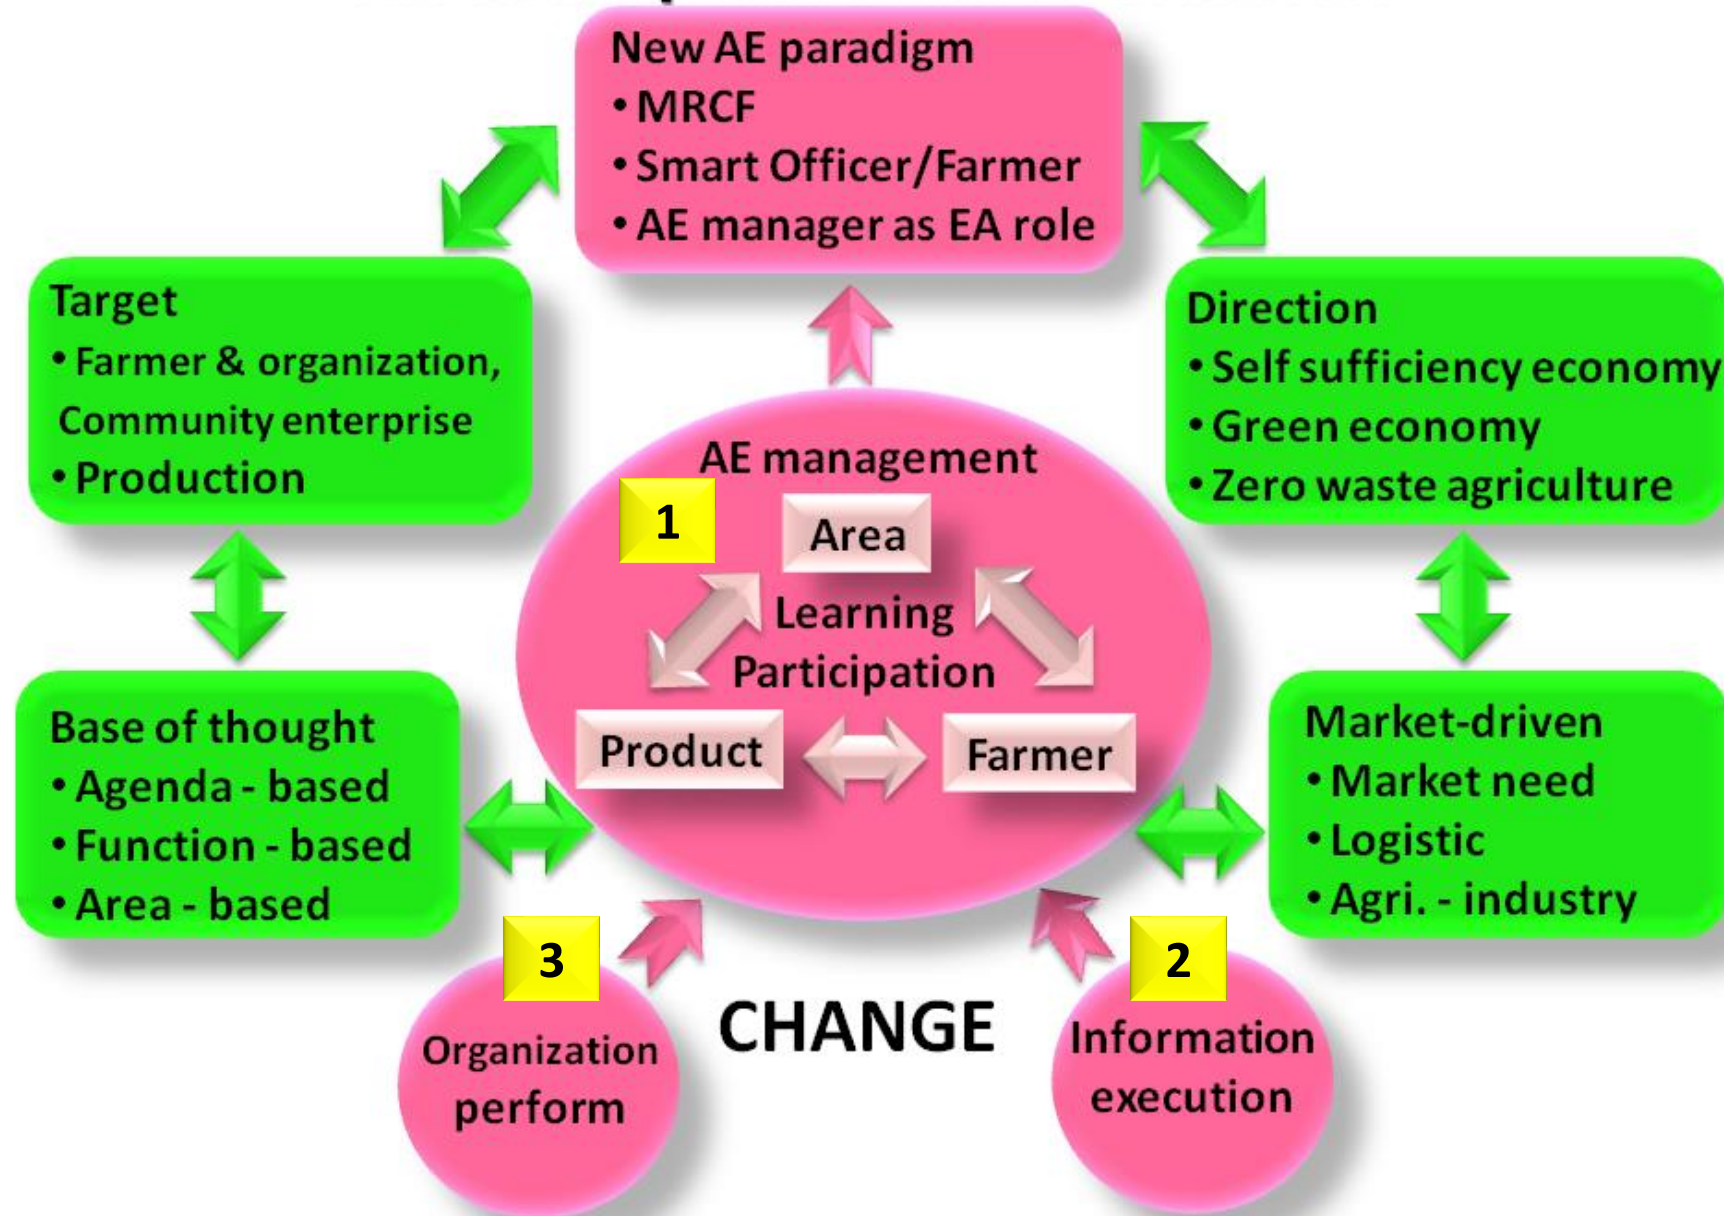 New AE paradigm
• MRCF
• Smart Officer/Farmer
• AE manager as EA role
Target
• Farmer & organization,
Community enterprise
• Production
Direction
• Self sufficiency economy
• Green economy
• Zero waste agriculture
AE management
1
Area
Learning
Participation
Product
Farmer
Base of thought
• Agenda - based
• Function - based
• Area - based
Market-driven
• Market need
• Logistic
• Agri. - industry
3
Organization
perform
CHANGE
2
Information
execution